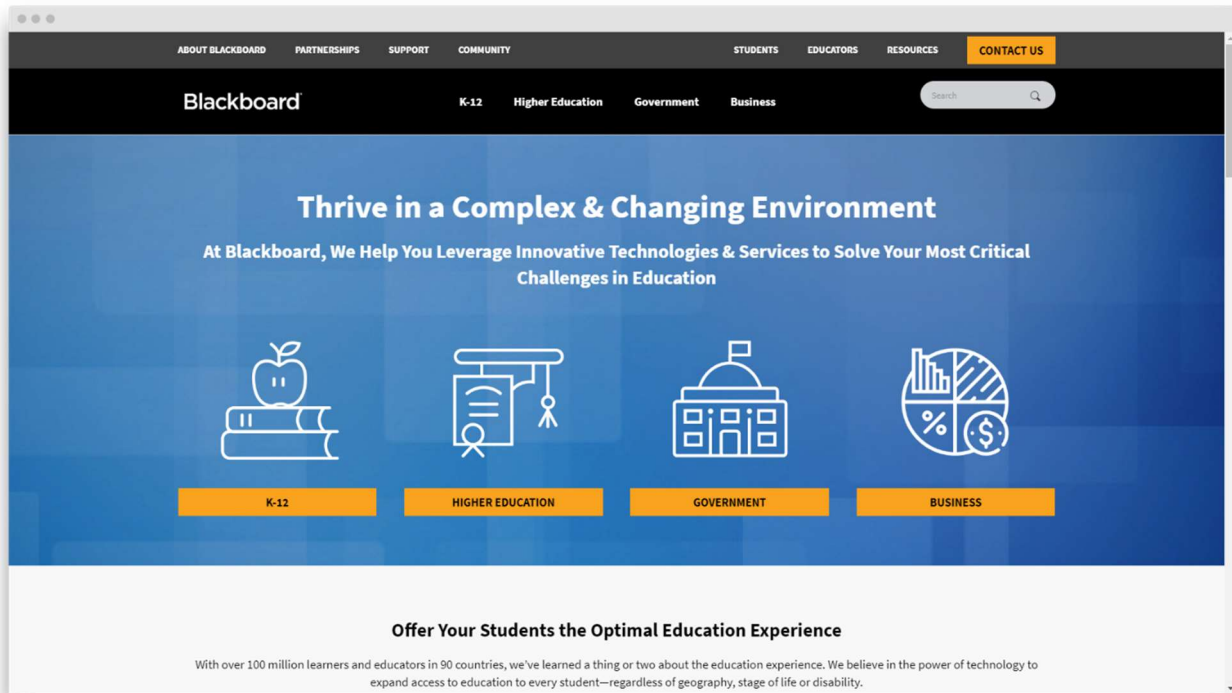 ABOUT BLACKBOARD PARTNERSHIPS SUPPORT COMMUNITY STUDENTS EDUCATORS RESOURCES CONTACT US
Blackboard K-12 Higher Education Government Business Search
Thrive in a Complex & Changing Environment
At Blackboard, We Help You Leverage Innovative Technologies & Services to Solve Your Most Critical
Challenges in Education
% $
K-12 HIGHER EDUCATION GOVERNMENT BUSINESS
Offer Your Students the Optimal Education Experience
With over 100 million learners and educators in 90 countries, we've learned a thing or two about the education experience. We believe in the power of technology to
expand access to education to every student—regardless of geography, stage of life or disability.